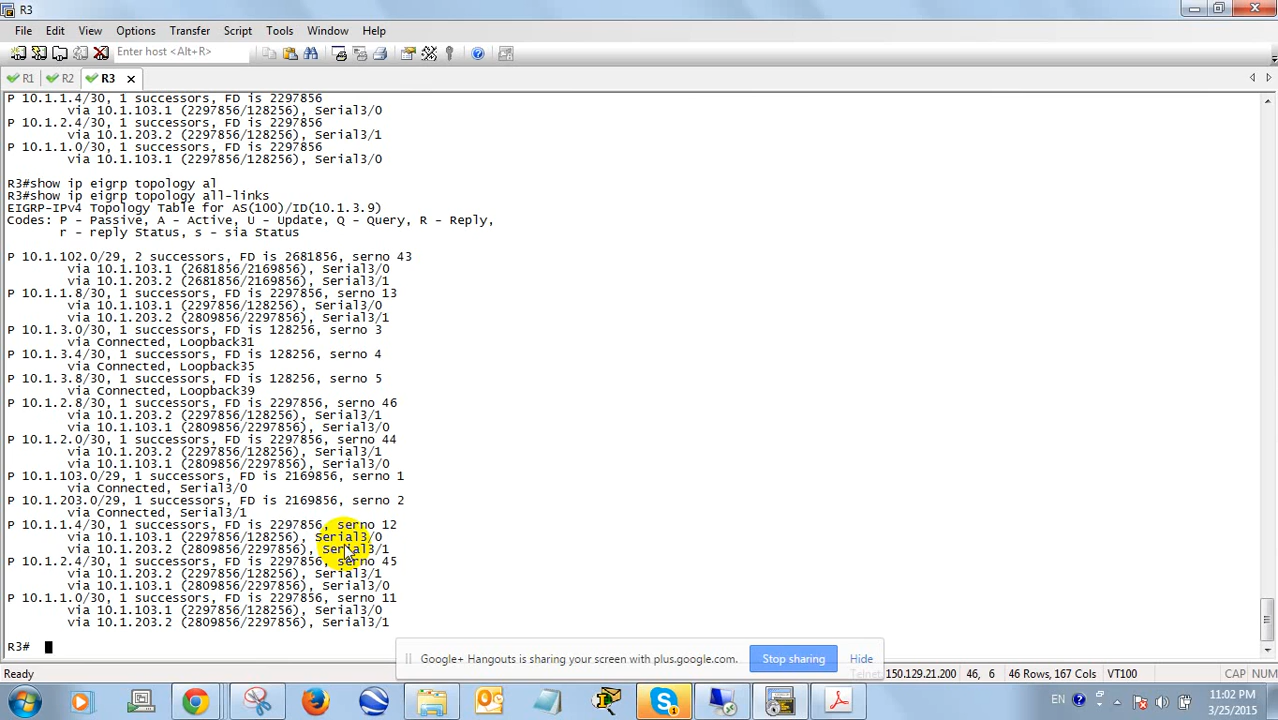 R3
File Edit View Options Transfer Script Tools Window Help
Enter host <Alt+R>
R1 R2 R3
P 10.1.1.4/30, 1 successors, FD is 2297856
via 10.1.103.1 (2297856/128256), Serial3/0
P 10.1.2.4/30, 1 successors, FD is 2297856
via 10.1.203.2 (2297856/128256), Serial3/1
P 10.1.1.0/30, 1 successors, FD is 2297856
via 10.1.103.1 (2297856/128256), Serial3/0
R3#show ip eigrp topology al
R3#show ip eigrp topology all-links
EIGRP-IPv4 Topology Table for AS(100)/ID(10.1.3.9)
Codes: P - Passive, A - Active, U - Update, Q - Query, R - Reply,
r - reply Status, s - sia Status
P 10.1.102.0/29, 2 successors, FD is 2681856, serno 43
via 10.1.103.1 (2681856/2169856), Serial3/0
via 10.1.203.2 (2681856/2169856), Serial3/1
P 10.1.1.8/30, 1 successors, FD is 2297856, serno 13
via 10.1.103.1 (2297856/128256), Serial3/0
via 10.1.203.2 (2809856/2297856), Serial3/1
P 10.1.3.0/30, 1 successors, FD is 128256, serno 3
via Connected, Loopback31
P 10.1.3.4/30, 1 successors, FD is 128256, serno 4
via Connected, Loopback35
P 10.1.3.8/30, 1 successors, FD is 128256, serno 5
via Connected, Loopback39
P 10.1.2.8/30, 1 successors, FD is 2297856, serno 46
via 10.1.203.2 (2297856/128256), Serial3/1
via 10.1.103.1 (2809856/2297856), Serial3/0
P 10.1.2.0/30, 1 successors, FD is 2297856, serno 44
via 10.1.203.2 (2297856/128256), Serial3/1
via 10.1.103.1 (2809856/2297856), Serial3/0
P 10.1.103.0/29, 1 successors, FD is 2169856, serno 1
via Connected, Serial3/0
P 10.1.203.0/29, 1 successors, FD is 2169856, serno 2
via Connected, Serial3/1
P 10.1.1.4/30, 1 successors, FD is 2297856, serno 12
via 10.1.103.1 (2297856/128256), Serial3/0
via 10.1.203.2 (2809856/2297856), Serial3/1
P 10.1.2.4/30, 1 successors, FD is 2297856, serno 45
via 10.1.203.2 (2297856/128256), Serial3/1
via 10.1.103.1 (2809856/2297856), Serial3/0
P 10.1.1.0/30, 1 successors, FD is 2297856, serno 11
via 10.1.103.1 (2297856/128256), Serial3/0
via 10.1.203.2 (2809856/2297856), Serial3/1
R3#
Google+ Hangouts is sharing your screen with plus.google.com. Stop sharing Hide
Ready Telnet: 150.129.21.200 46, 6 46 Rows, 167 Cols VT100 CAP NUM
EN 11:02 PM
3/25/2015